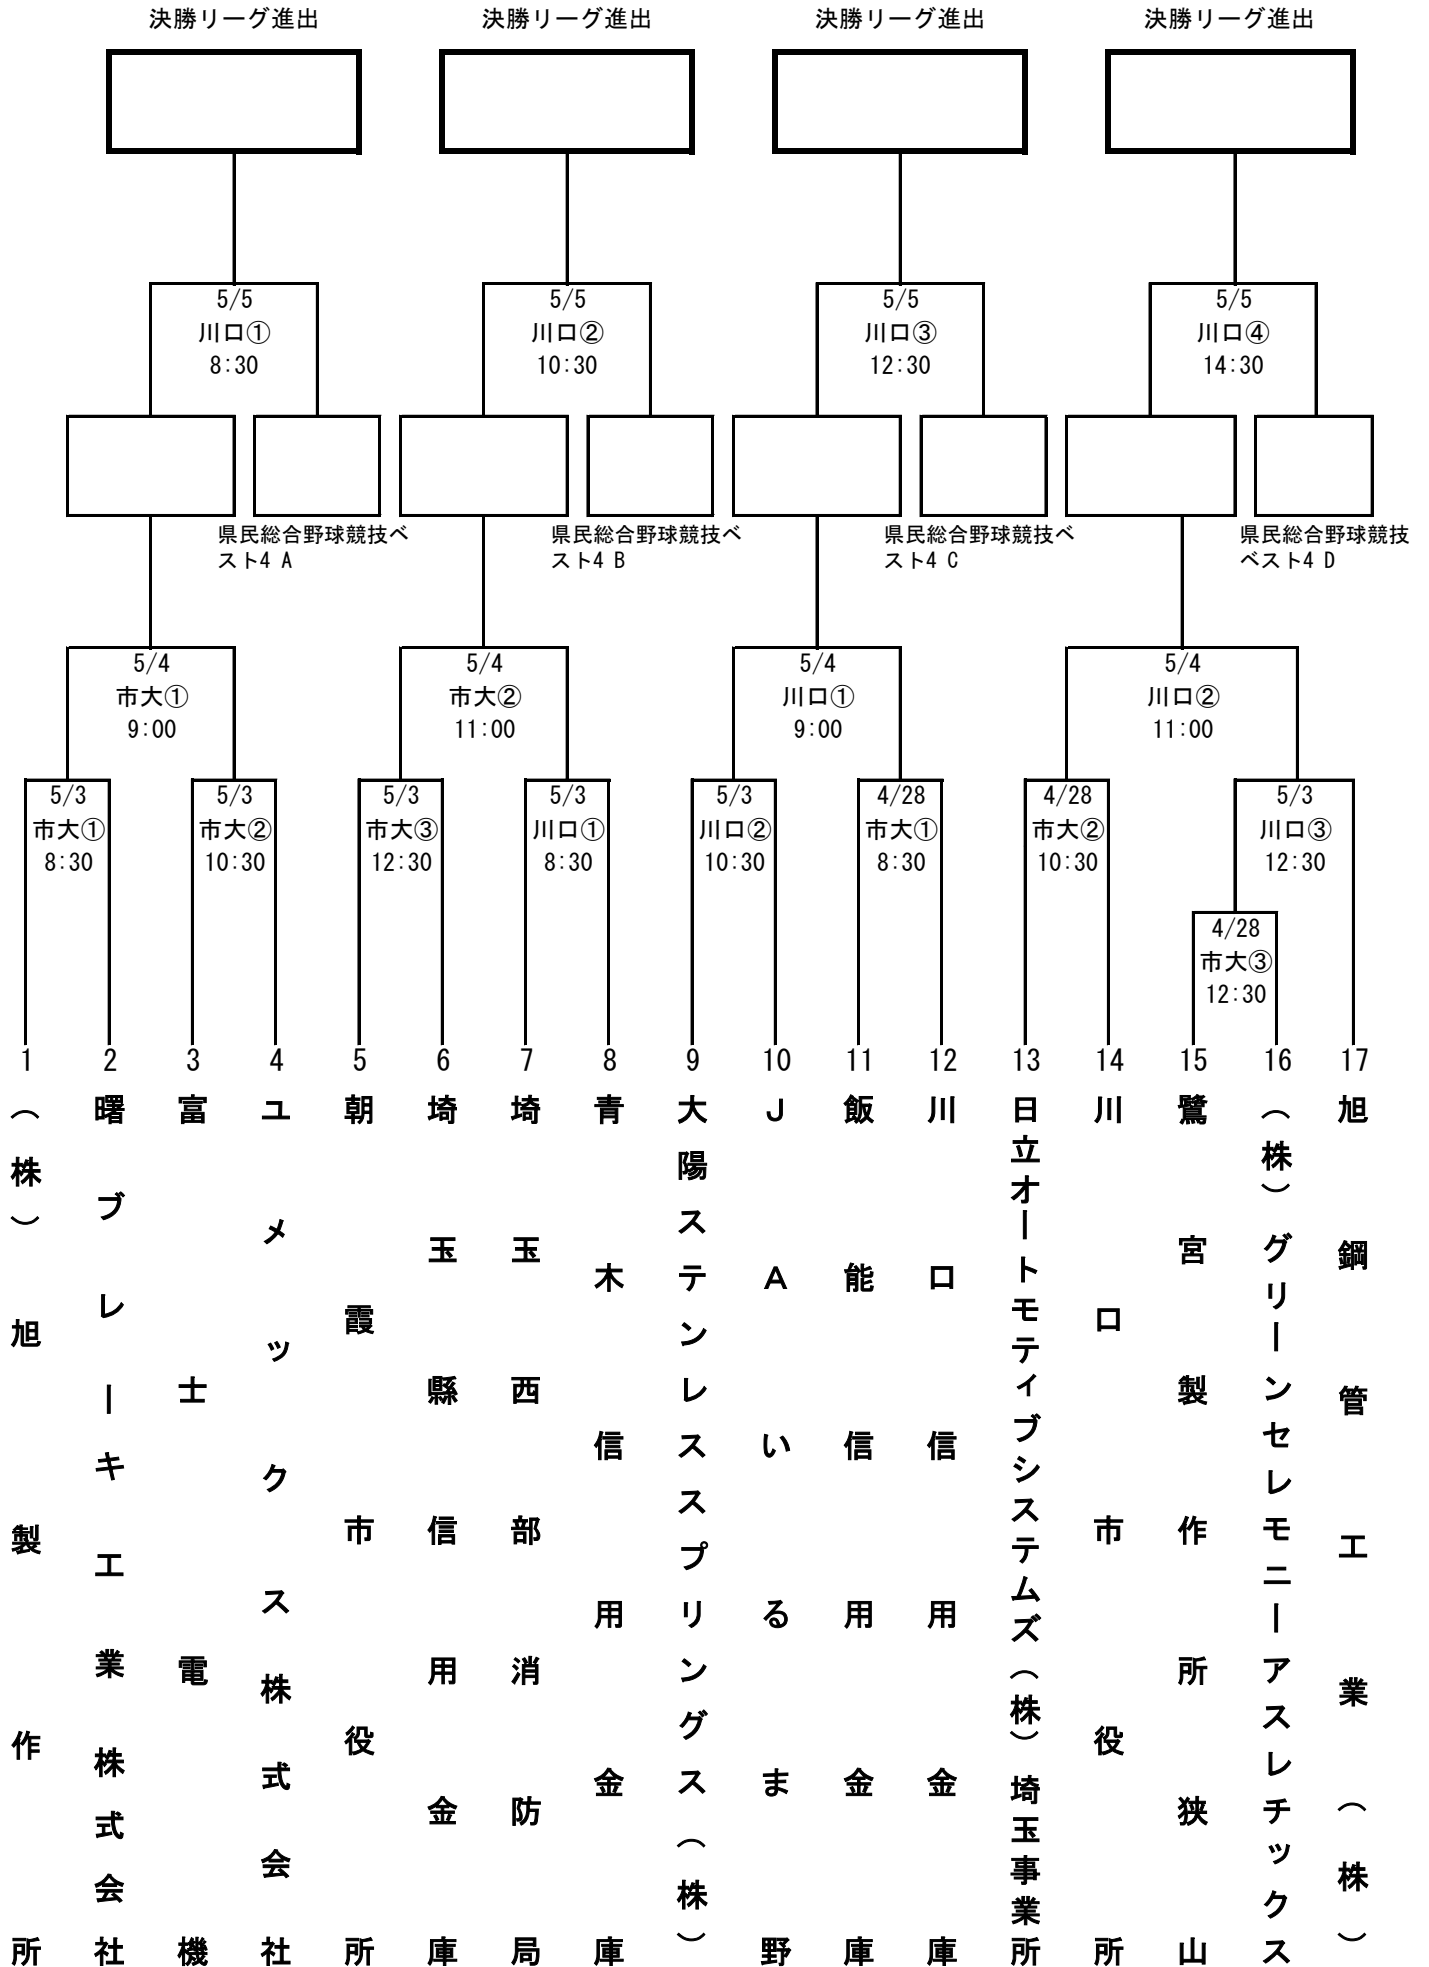 決勝リーグ進出
決勝リーグ進出
決勝リーグ進出
決勝リーグ進出
5/5
川口①
8:30
5/5
川口②
10:30
5/5
川口③
12:30
5/5
川口④
14:30
県民総合野球競技ベ
スト4 A
県民総合野球競技ベ
スト4 B
県民総合野球競技ベ
スト4 C
県民総合野球競技
ベスト4 D
5/4
市大①
9:00
5/4
市大②
11:00
5/4
川口①
9:00
5/4
川口②
11:00
5/3
市大①
8:30
5/3
市大②
10:30
5/3
市大③
12:30
5/3
川口①
8:30
5/3
川口②
10:30
4/28
市大①
8:30
4/28
市大②
10:30
5/3
川口③
12:30
4/28
市大③
12:30
1
(株)旭製作所
2
曙ブレーキ工業株式会社
3
富士電機
4
ユメックス株式会社
5
朝霞市役所
6
埼玉縣信用金庫
7
埼玉西部消防局
8
青木信用金庫
9
大陽ステンレススプリングス(株)
10
JAいるま野
11
飯能信用金庫
12
川口信用金庫
13
日立オートモティブシステムズ(株)埼玉事業所
14
川口市役所
15
鷺宮製作所狭山
16
(株)グリーンセレモニーアスレチックス
17
旭鋼管工業(株)